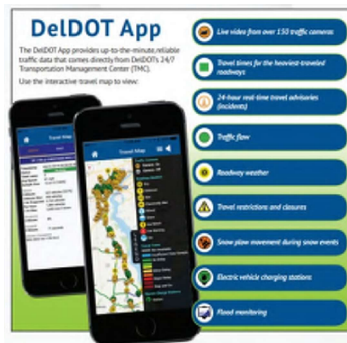 DelDOT App
The DelDOT App provides up-to-the-minute, reliable
traffic data that comes directly from DelDOT's 24/7
Transportation Management Center (TMC).
Use the interactive travel map to view:
Live video from over 150 traffic cameras
Travel times for the heaviest-traveled
roadways
24-hour real-time travel advisories
(incidents)
Traffic flow
Roadway weather
Travel restrictions and closures
Snow plow movement during snow events
Electric vehicle charging stations
Flood monitoring
Travel Map
Travel Map